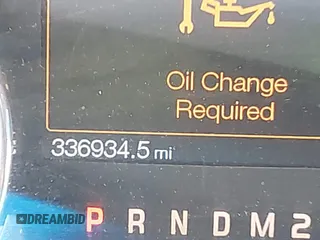 Oil Change
Required
336934.5 mi
P R N D M 2
DREAMBID